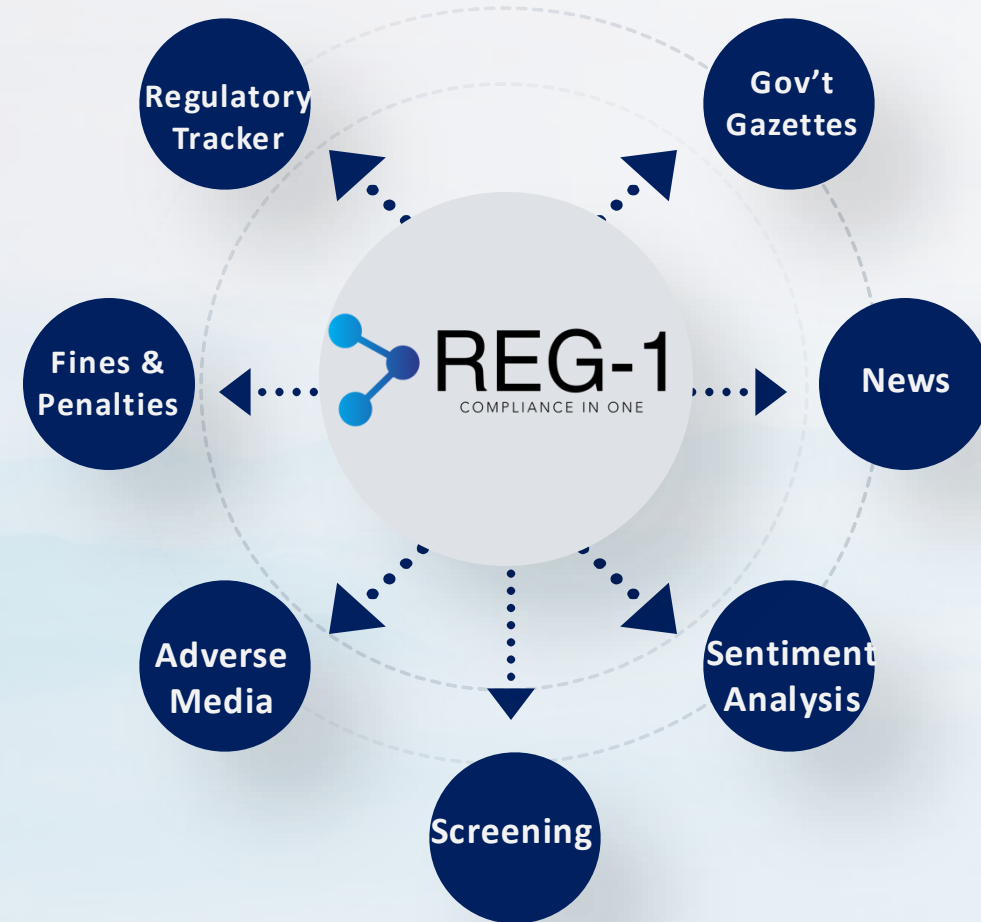 Regulatory
Tracker
Gov’t
Gazettes
REG-1
COMPLIANCE IN ONE
Fines &
Penalties
News
Adverse
Media
Sentiment
Analysis
Screening